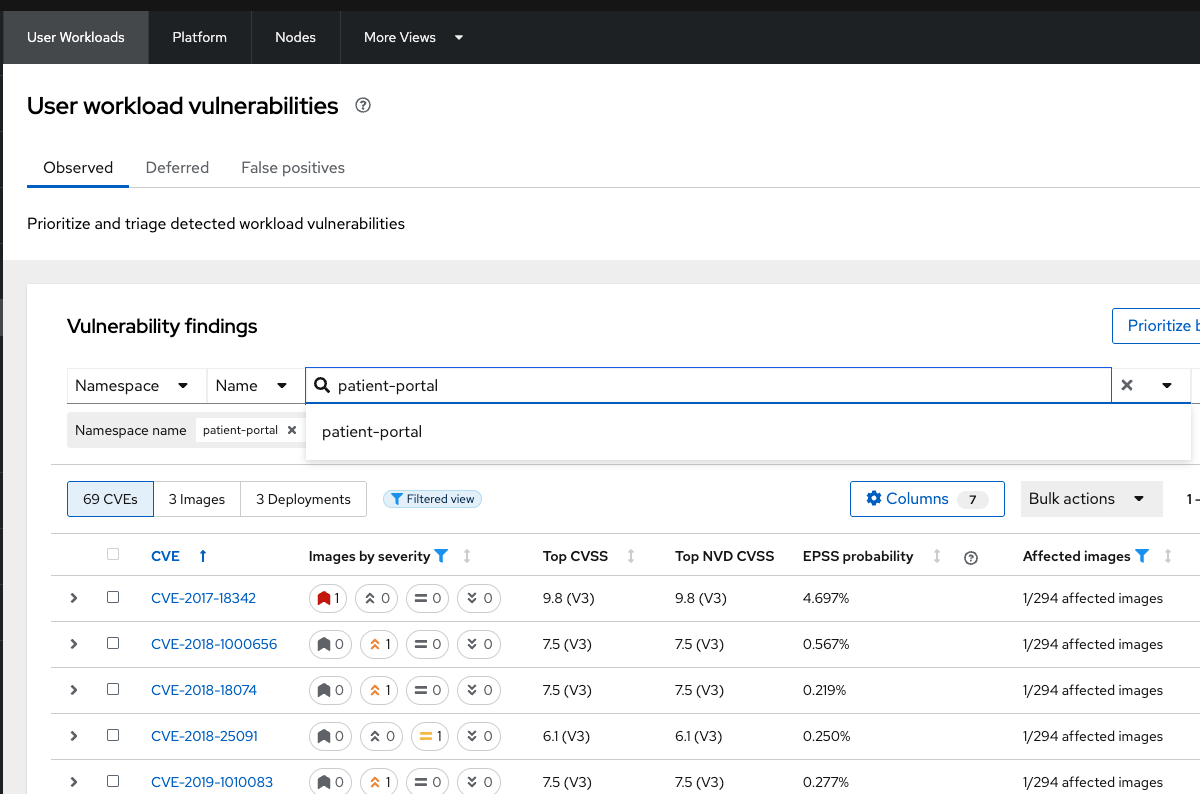 User Workloads Platform Nodes More Views
User workload vulnerabilities
Observed Deferred False positives
Prioritize and triage detected workload vulnerabilities
Vulnerability findings
Prioritize b
Namespace Name patient-portal
Namespace name patient-portal
patient-portal
69 CVEs 3 Images 3 Deployments Filtered view Columns 7 Bulk actions 1 -
CVE Images by severity Top CVSS Top NVD CVSS EPSS probability Affected images
CVE-2017-18342 1 0 0 0 9.8 (V3) 9.8 (V3) 4.697% 1/294 affected images
CVE-2018-1000656 0 1 0 0 7.5 (V3) 7.5 (V3) 0.567% 1/294 affected images
CVE-2018-18074 0 1 0 0 7.5 (V3) 7.5 (V3) 0.219% 1/294 affected images
CVE-2018-25091 0 0 1 0 6.1 (V3) 6.1 (V3) 0.250% 1/294 affected images
CVE-2019-1010083 0 1 0 0 7.5 (V3) 7.5 (V3) 0.277% 1/294 affected images